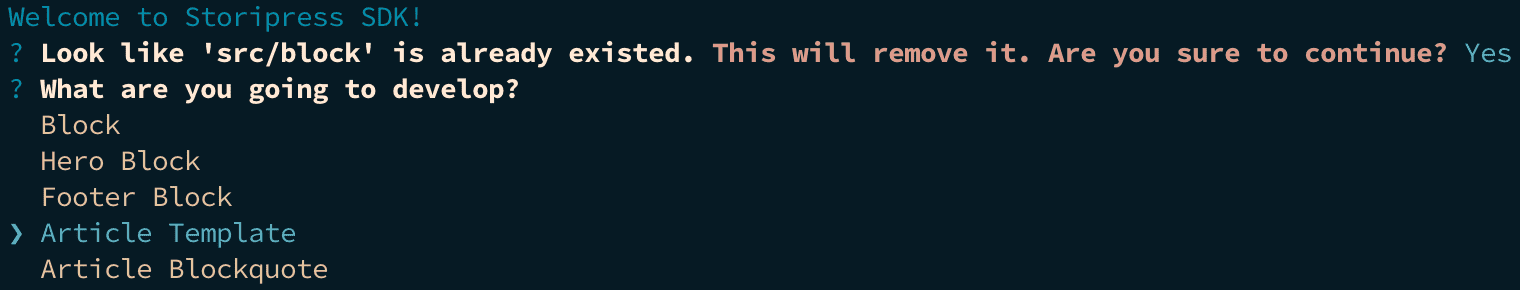 Welcome to Storipress SDK!
? Look like 'src/block' is already existed. This will remove it. Are you sure to continue? Yes
? What are you going to develop?
Block
Hero Block
Footer Block
❯ Article Template
Article Blockquote